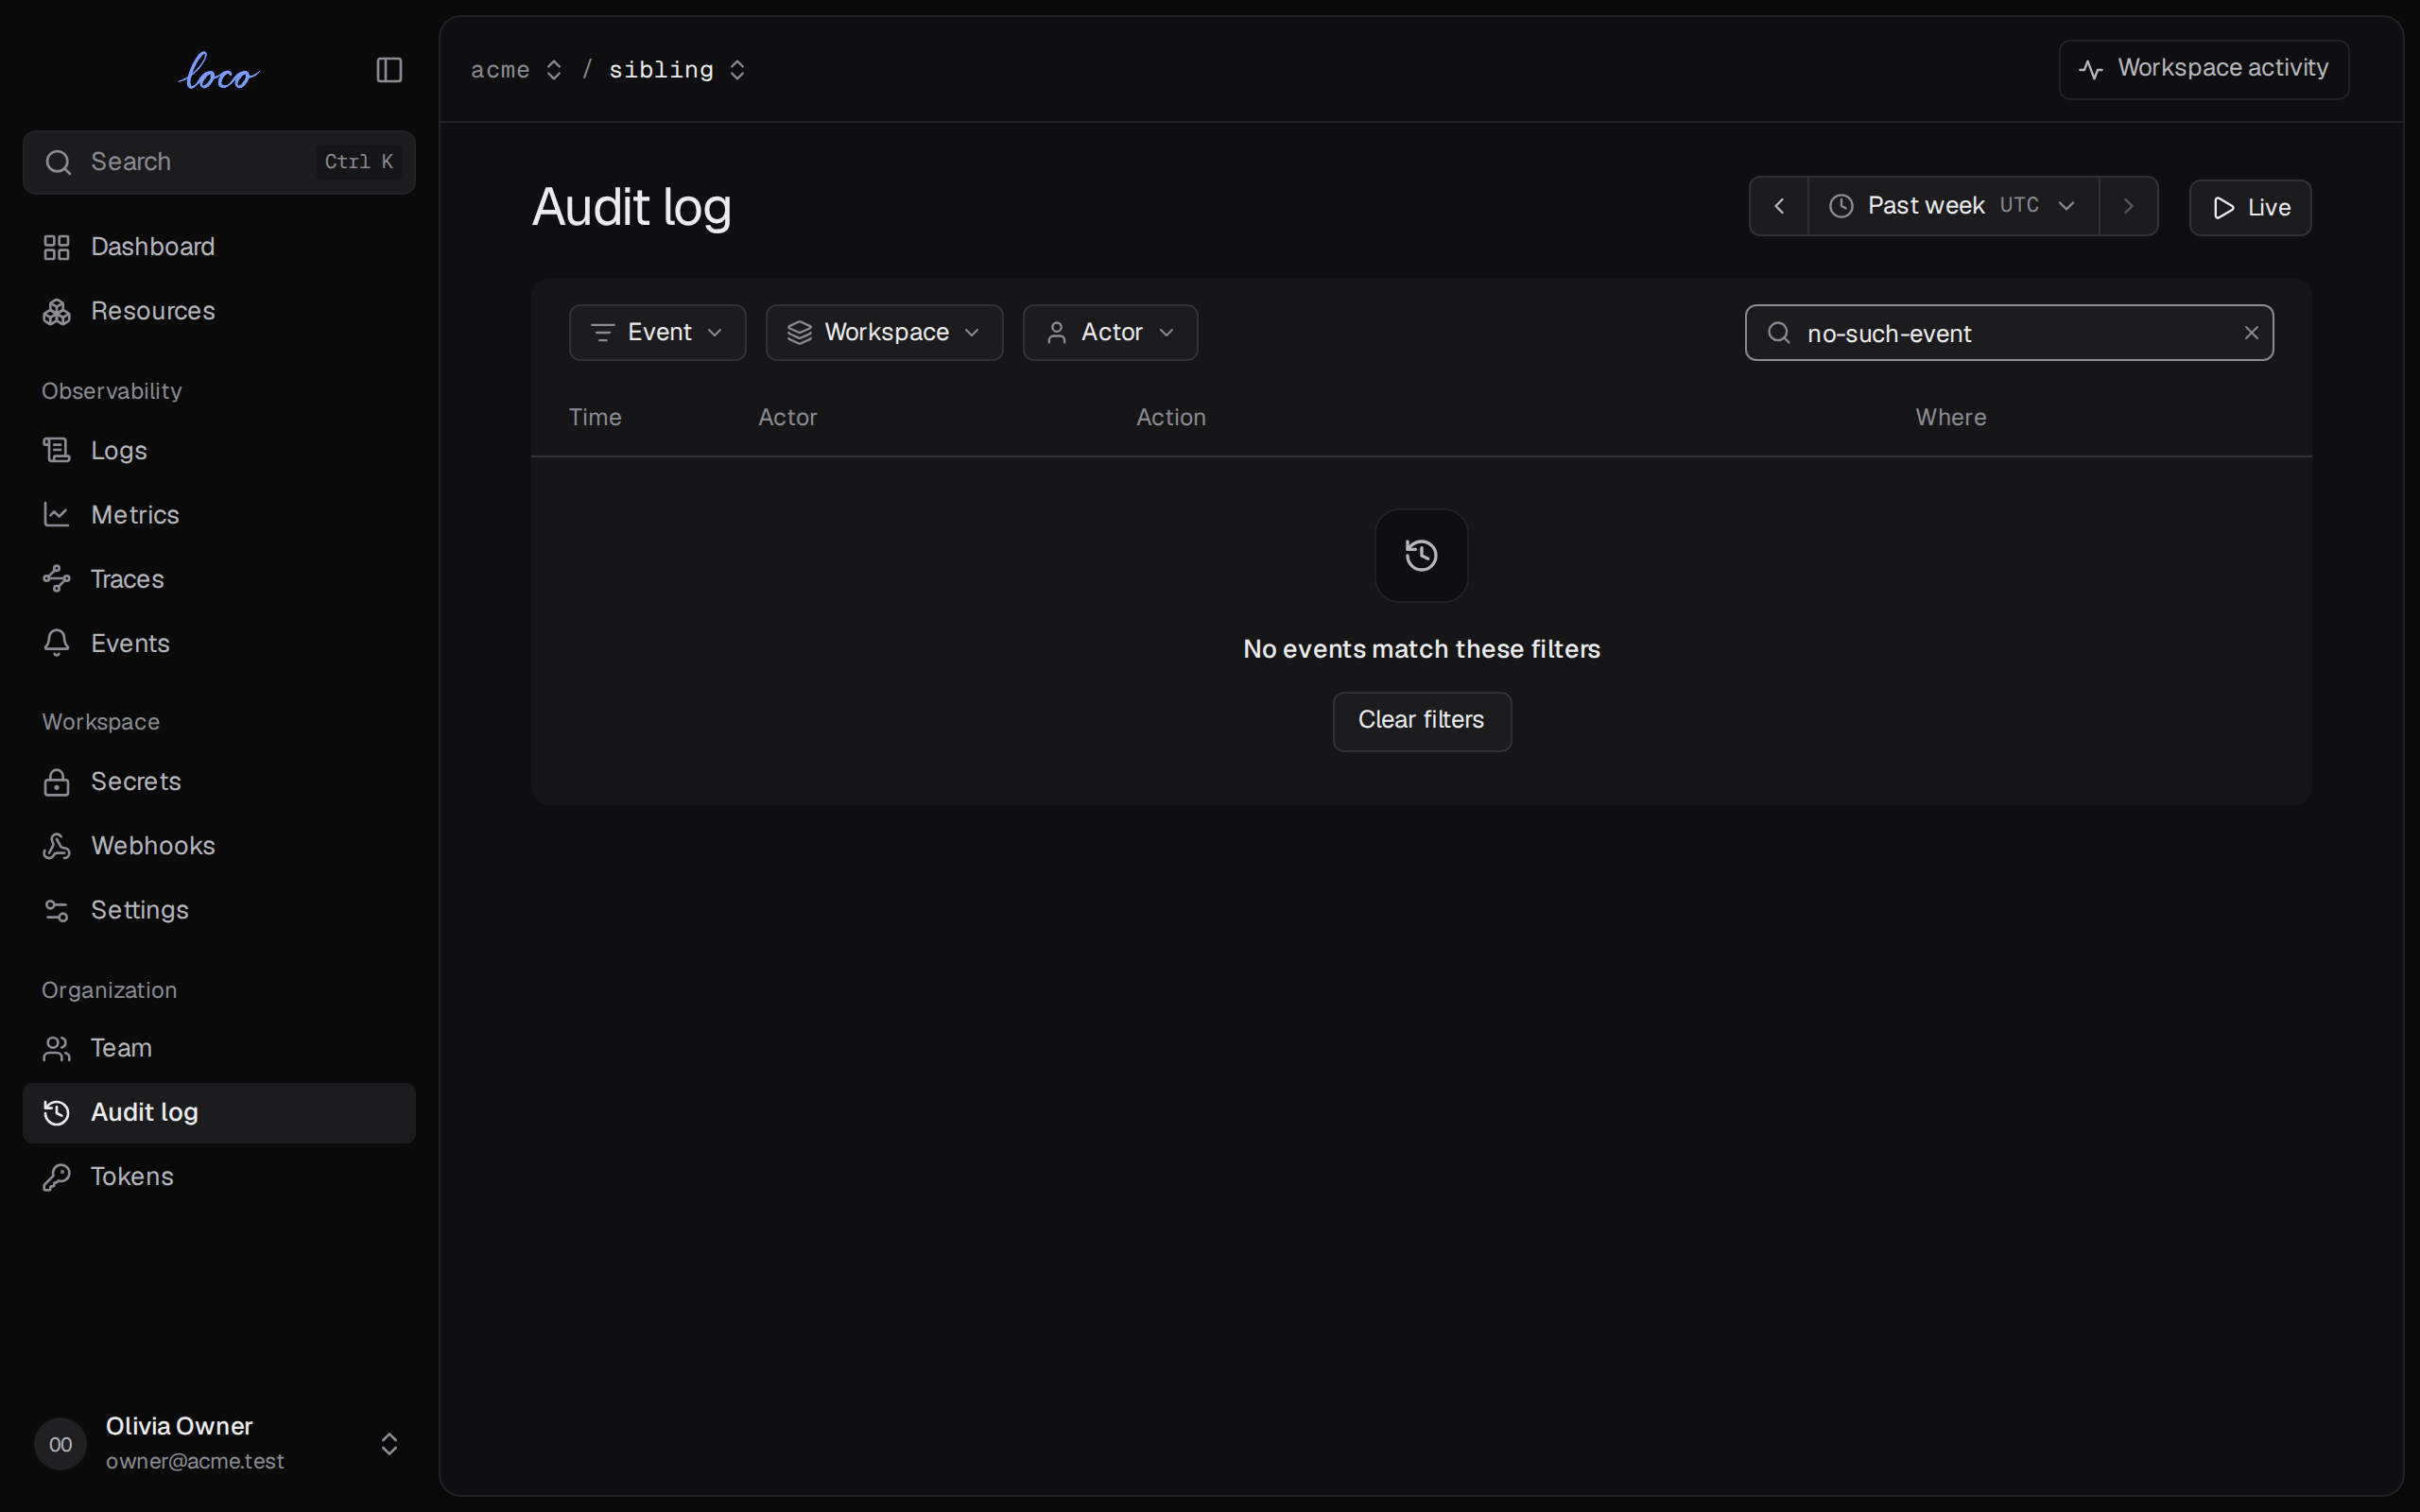 loco
Search Ctrl K
Dashboard
Resources
Observability
Logs
Metrics
Traces
Events
Workspace
Secrets
Webhooks
Settings
Organization
Team
Audit log
Tokens
OO
Olivia Owner
owner@acme.test
acme / sibling
Workspace activity
Audit log
Past week UTC
Live
Event Workspace Actor
no-such-event
Time Actor Action Where
No events match these filters
Clear filters